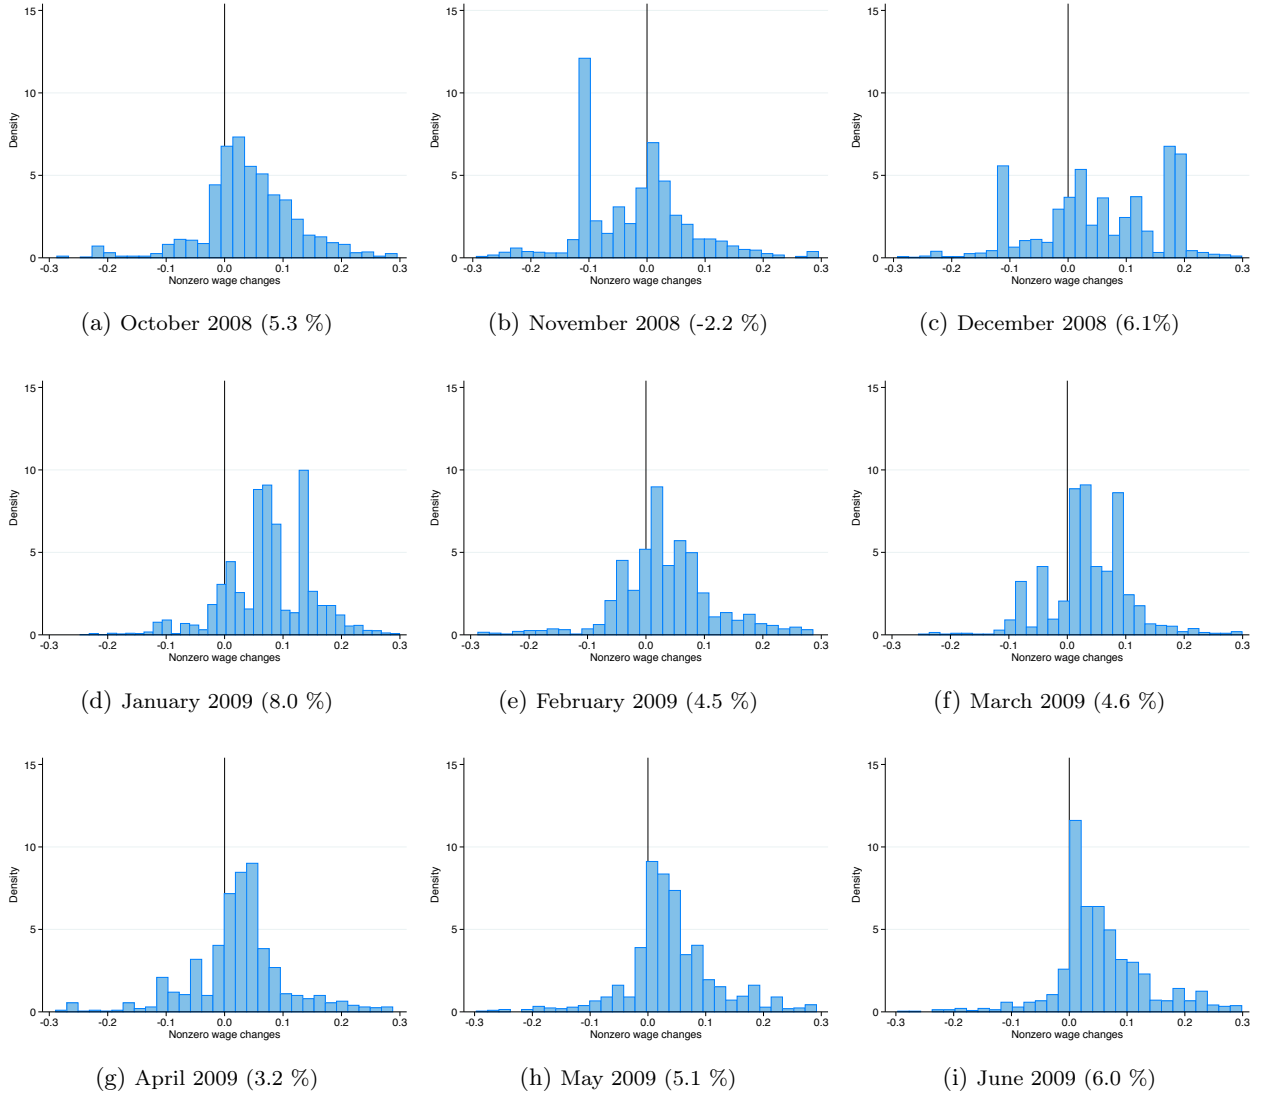 15
10
5
0
Density
-0.3 -0.2 -0.1 0.0 0.1 0.2 0.3
Nonzero wage changes
(a) October 2008 (5.3 %)
15
10
5
0
Density
-0.3 -0.2 -0.1 0.0 0.1 0.2 0.3
Nonzero wage changes
(b) November 2008 (-2.2 %)
15
10
5
0
Density
-0.3 -0.2 -0.1 0.0 0.1 0.2 0.3
Nonzero wage changes
(c) December 2008 (6.1%)
15
10
5
0
Density
-0.3 -0.2 -0.1 0.0 0.1 0.2 0.3
Nonzero wage changes
(d) January 2009 (8.0 %)
15
10
5
0
Density
-0.3 -0.2 -0.1 0.0 0.1 0.2 0.3
Nonzero wage changes
(e) February 2009 (4.5 %)
15
10
5
0
Density
-0.3 -0.2 -0.1 0.0 0.1 0.2 0.3
Nonzero wage changes
(f) March 2009 (4.6 %)
15
10
5
0
Density
-0.3 -0.2 -0.1 0.0 0.1 0.2 0.3
Nonzero wage changes
(g) April 2009 (3.2 %)
15
10
5
0
Density
-0.3 -0.2 -0.1 0.0 0.1 0.2 0.3
Nonzero wage changes
(h) May 2009 (5.1 %)
15
10
5
0
Density
-0.3 -0.2 -0.1 0.0 0.1 0.2 0.3
Nonzero wage changes
(i) June 2009 (6.0 %)